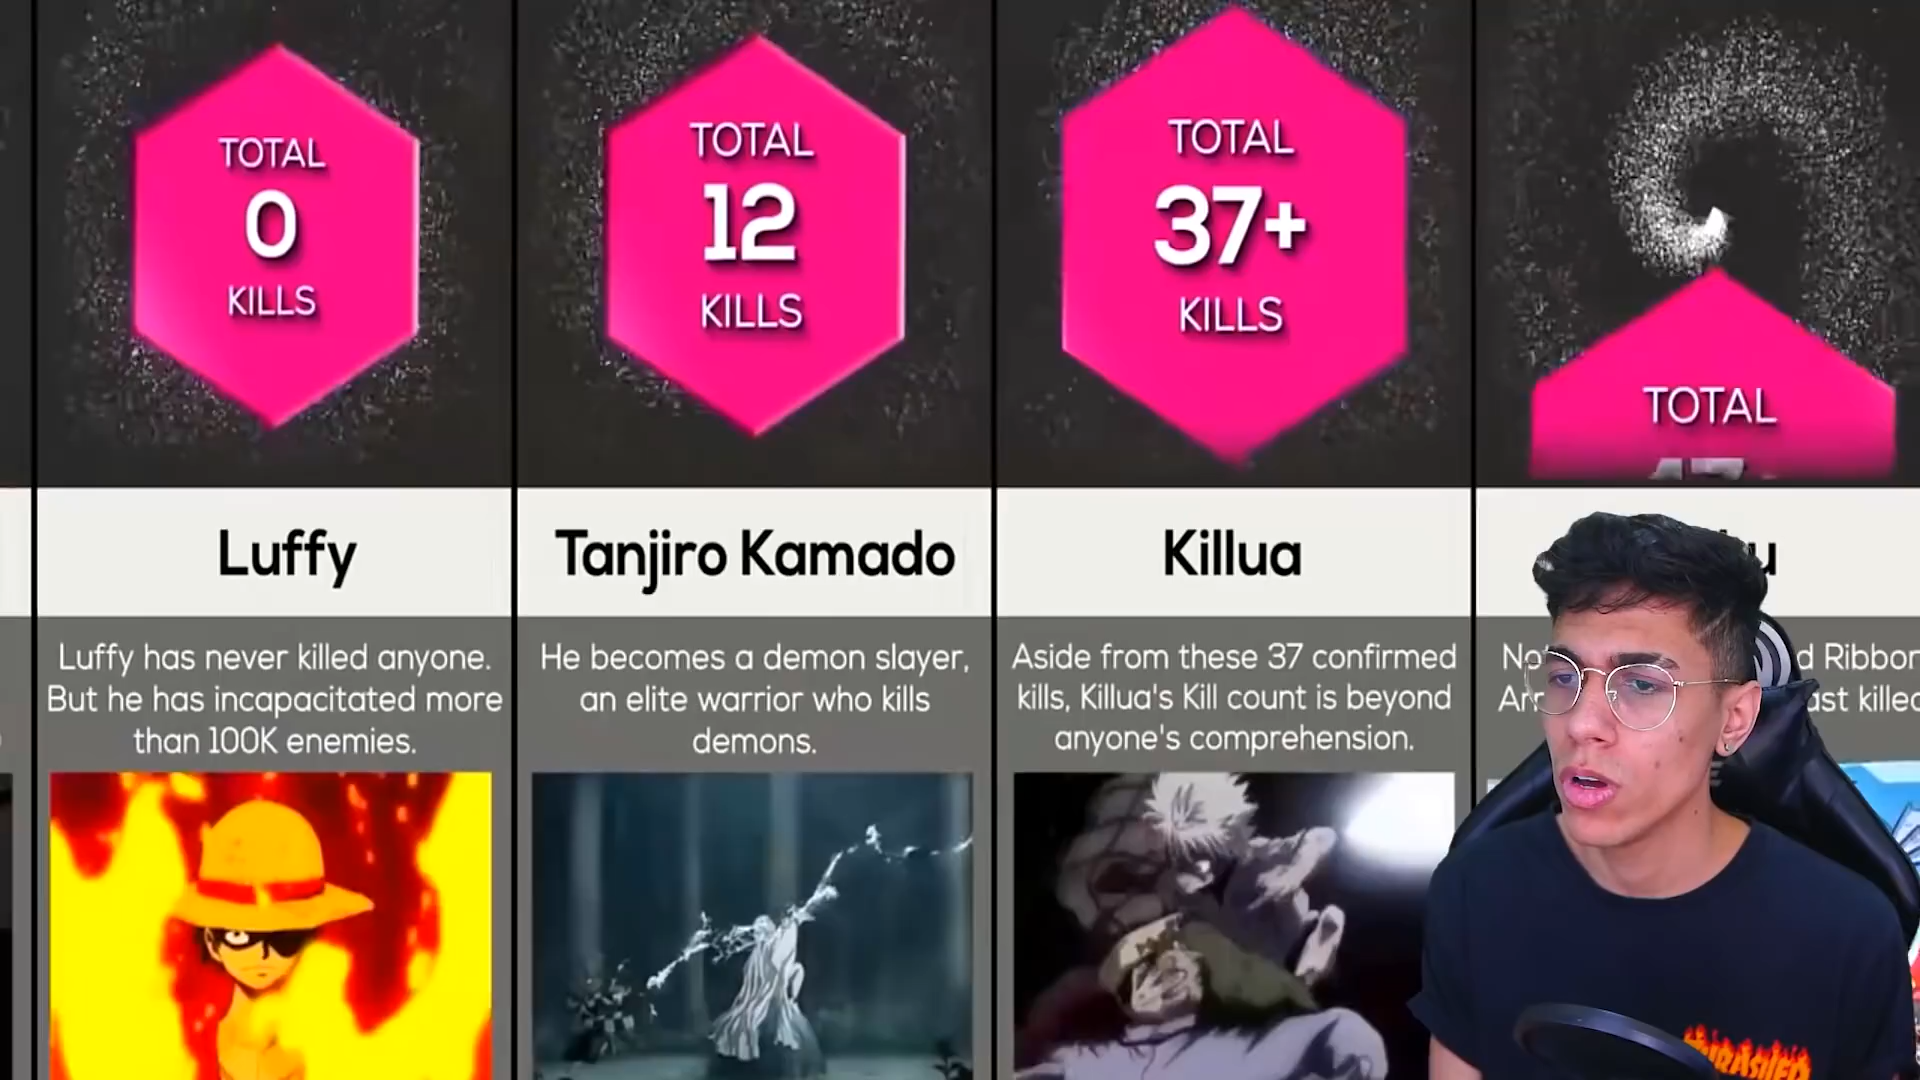 TOTAL
0
KILLS
Luffy
Luffy has never killed anyone.
But he has incapacitated more
than 100K enemies.
TOTAL
12
KILLS
Tanjiro Kamado
He becomes a demon slayer,
an elite warrior who kills
demons.
TOTAL
37+
KILLS
Killua
Aside from these 37 confirmed
kills, Killua's Kill count is beyond
anyone's comprehension.
TOTAL
Ribbon
killed